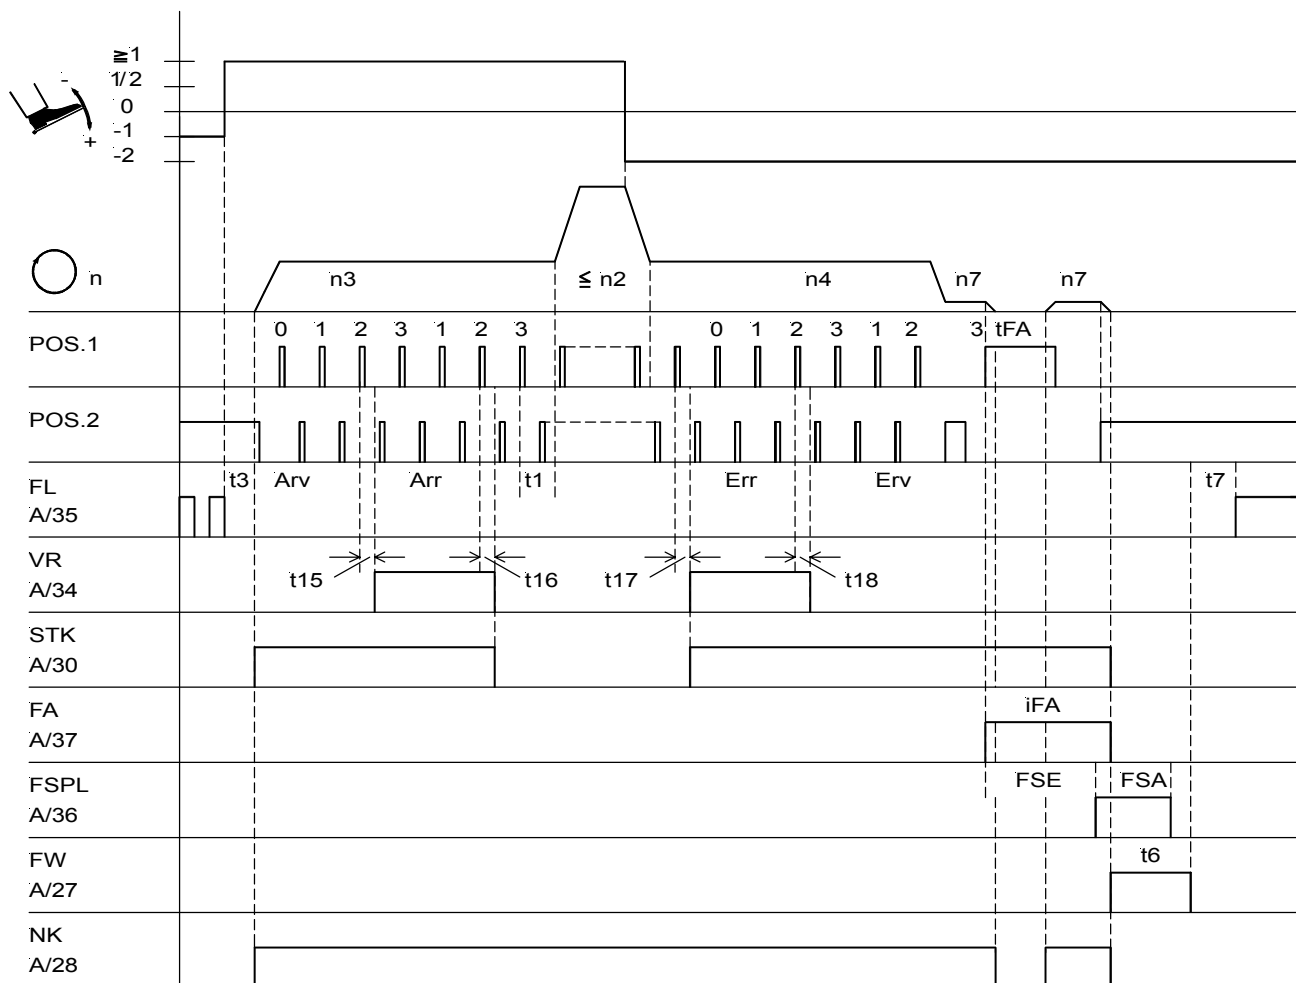 ≧1
1/2
0
-1
-2
-
+
n
n3
≦ n2
n4
n7
n7
POS.1
0 1 2 3 1 2 3
0 1 2 3 1 2 3 tFA
POS.2
FL
A/35
t3 Arv Arr t1 Err Erv t7
VR
A/34
t15 t16 t17 t18
STK
A/30
FA
A/37
iFA
FSPL
A/36
FSE FSA
FW
A/27
t6
NK
A/28